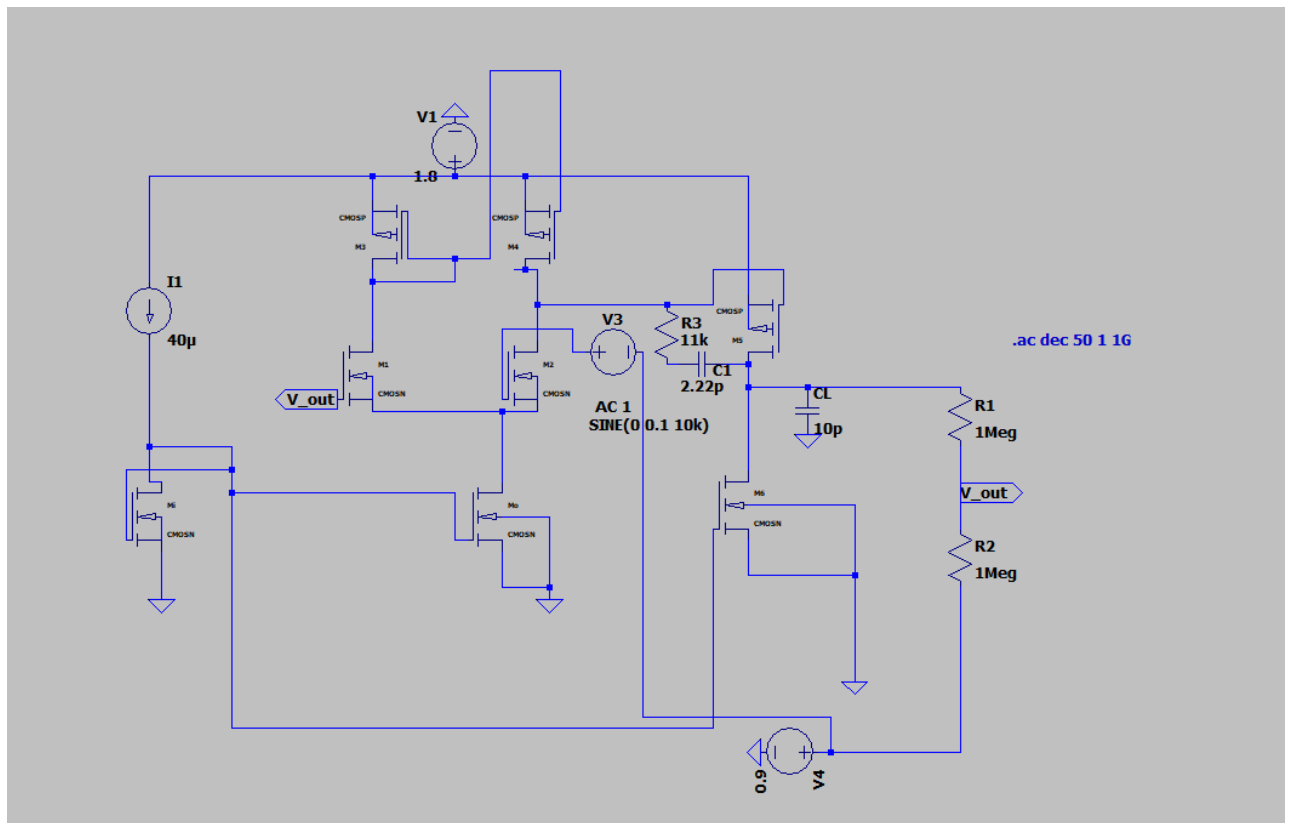 V1
1.8
CMOSP
M3
CMOSP
M4
I1
40µ
V3
R3
11k
C1
2.22p
CMOSP
M5
.ac dec 50 1 1G
M1
CMOSN
V_out
M2
CMOSN
AC 1
SINE(0 0.1 10k)
CL
10p
R1
1Meg
V_out
Mi
CMOSN
Mo
CMOSN
M6
CMOSN
R2
1Meg
0.9
V4